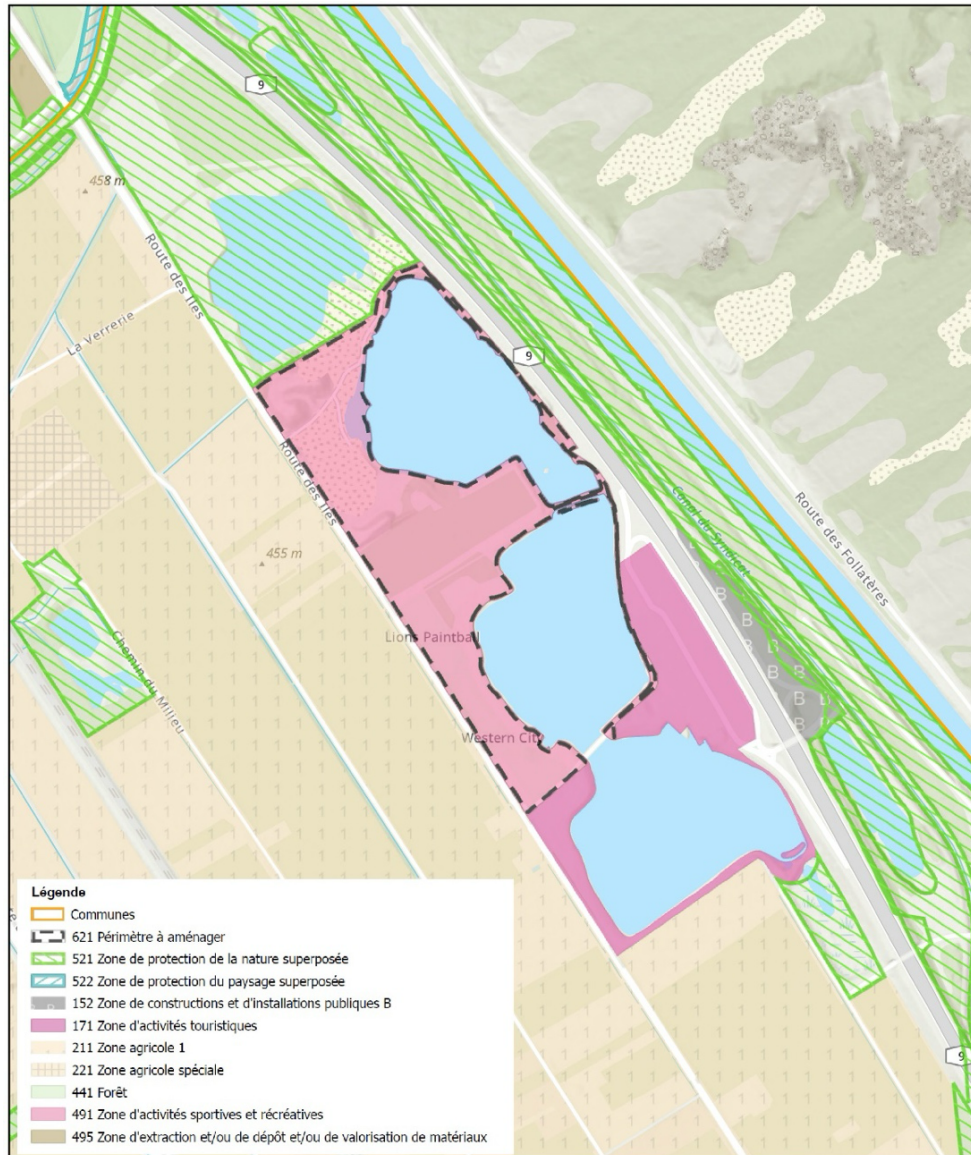 9
458 m
Route des Iles
La Verrerie
9
Route des Iles
Canal du Syndicat
Route des Follatères
455 m
B
B
B
B
B
B
B
B
B
Lions Paintball
Chemin du Milieu
Western City
9
Légende
Communes
621 Périmètre à aménager
521 Zone de protection de la nature superposée
522 Zone de protection du paysage superposée
152 Zone de constructions et d'installations publiques B
171 Zone d'activités touristiques
211 Zone agricole 1
221 Zone agricole spéciale
441 Forêt
491 Zone d'activités sportives et récréatives
495 Zone d'extraction et/ou de dépôt et/ou de valorisation de matériaux